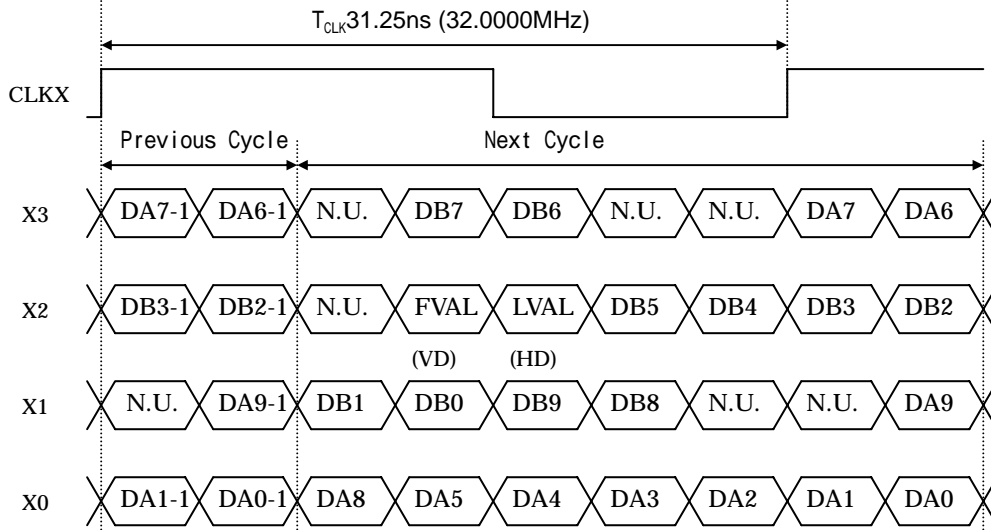 TCLK31.25ns (32.0000MHz)
CLKX
Previous Cycle Next Cycle
X3 DA7-1 DA6-1 N.U. DB7 DB6 N.U. N.U. DA7 DA6
X2 DB3-1 DB2-1 N.U. FVAL LVAL DB5 DB4 DB3 DB2
(VD) (HD)
X1 N.U. DA9-1 DB1 DB0 DB9 DB8 N.U. N.U. DA9
X0 DA1-1 DA0-1 DA8 DA5 DA4 DA3 DA2 DA1 DA0